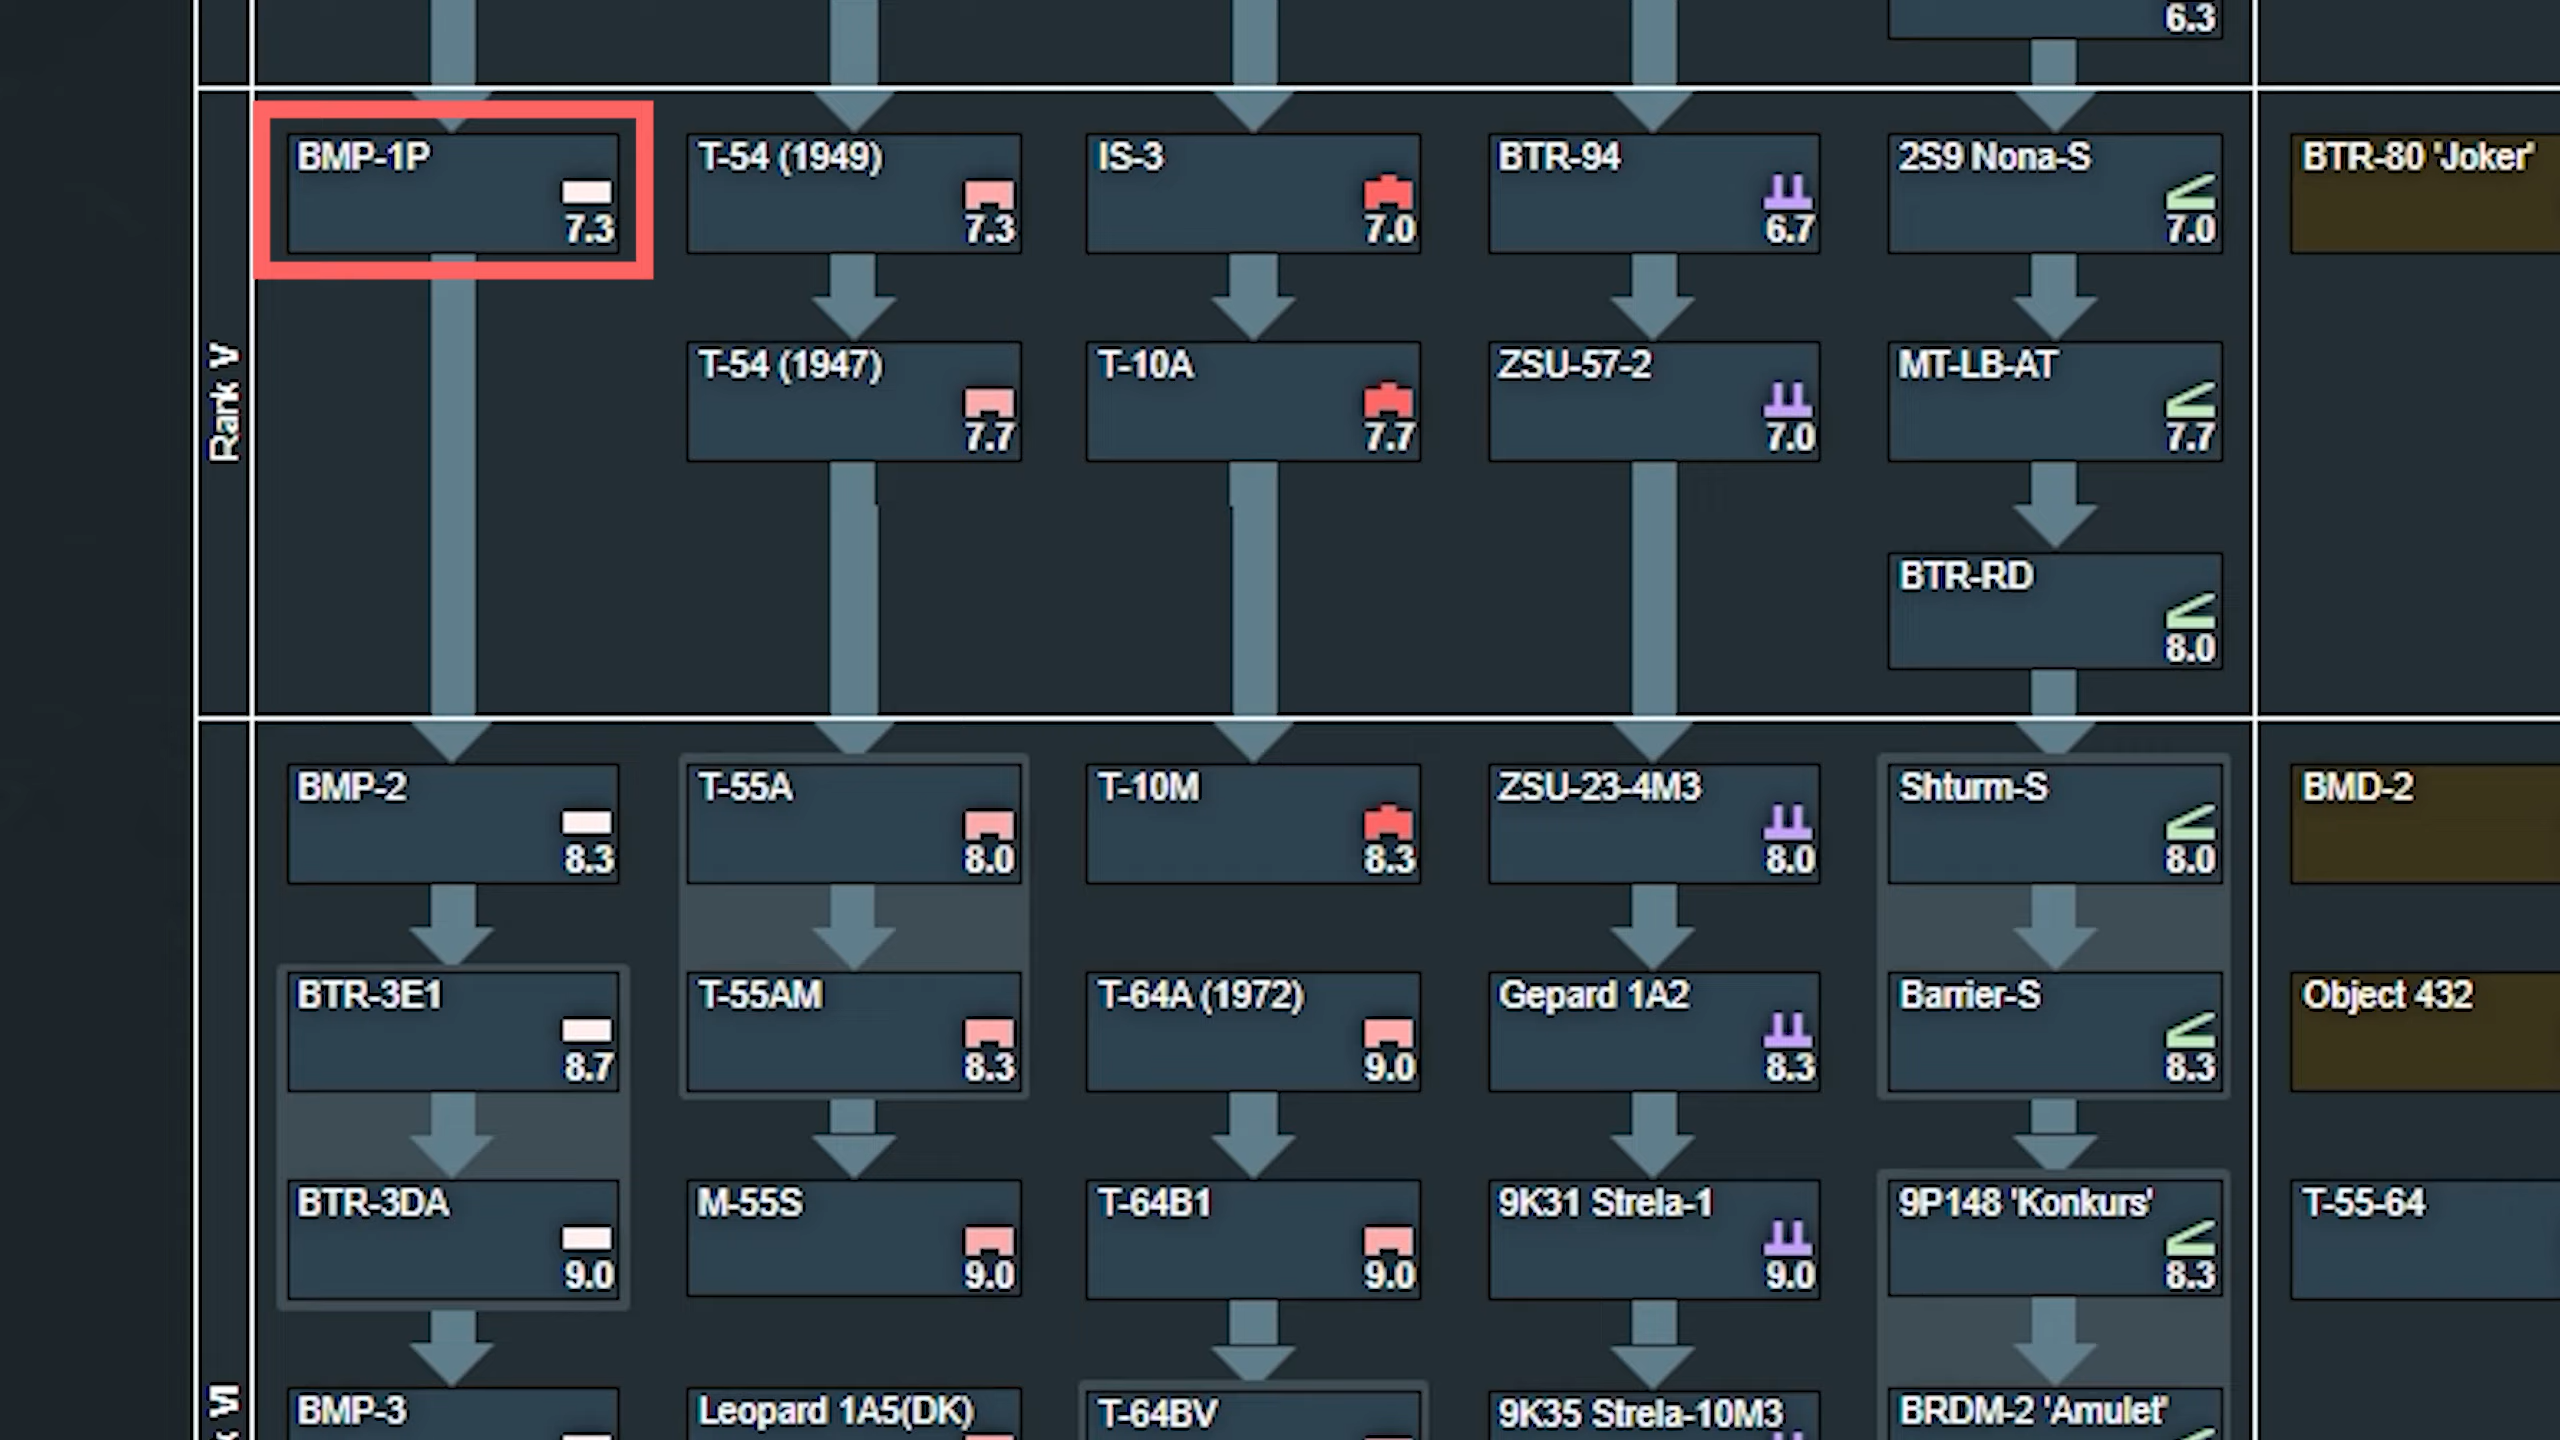 6.3
Rank V
BMP-1P
7.3
T-54 (1949)
7.3
IS-3
7.0
BTR-94
6.7
2S9 Nona-S
7.0
BTR-80 'Joker'
T-54 (1947)
7.7
T-10A
7.7
ZSU-57-2
7.0
MT-LB-AT
7.7
BTR-RD
8.0
BMP-2
8.3
T-55A
8.0
T-10M
8.3
ZSU-23-4M3
8.0
Shturm-S
8.0
BMD-2
BTR-3E1
8.7
T-55AM
8.3
T-64A (1972)
9.0
Gepard 1A2
8.3
Barrier-S
8.3
Object 432
BTR-3DA
9.0
M-55S
9.0
T-64B1
9.0
9K31 Strela-1
9.0
9P148 'Konkurs'
8.3
T-55-64
VI
BMP-3
Leopard 1A5(DK)
T-64BV
9K35 Strela-10M3
BRDM-2 'Amulet'